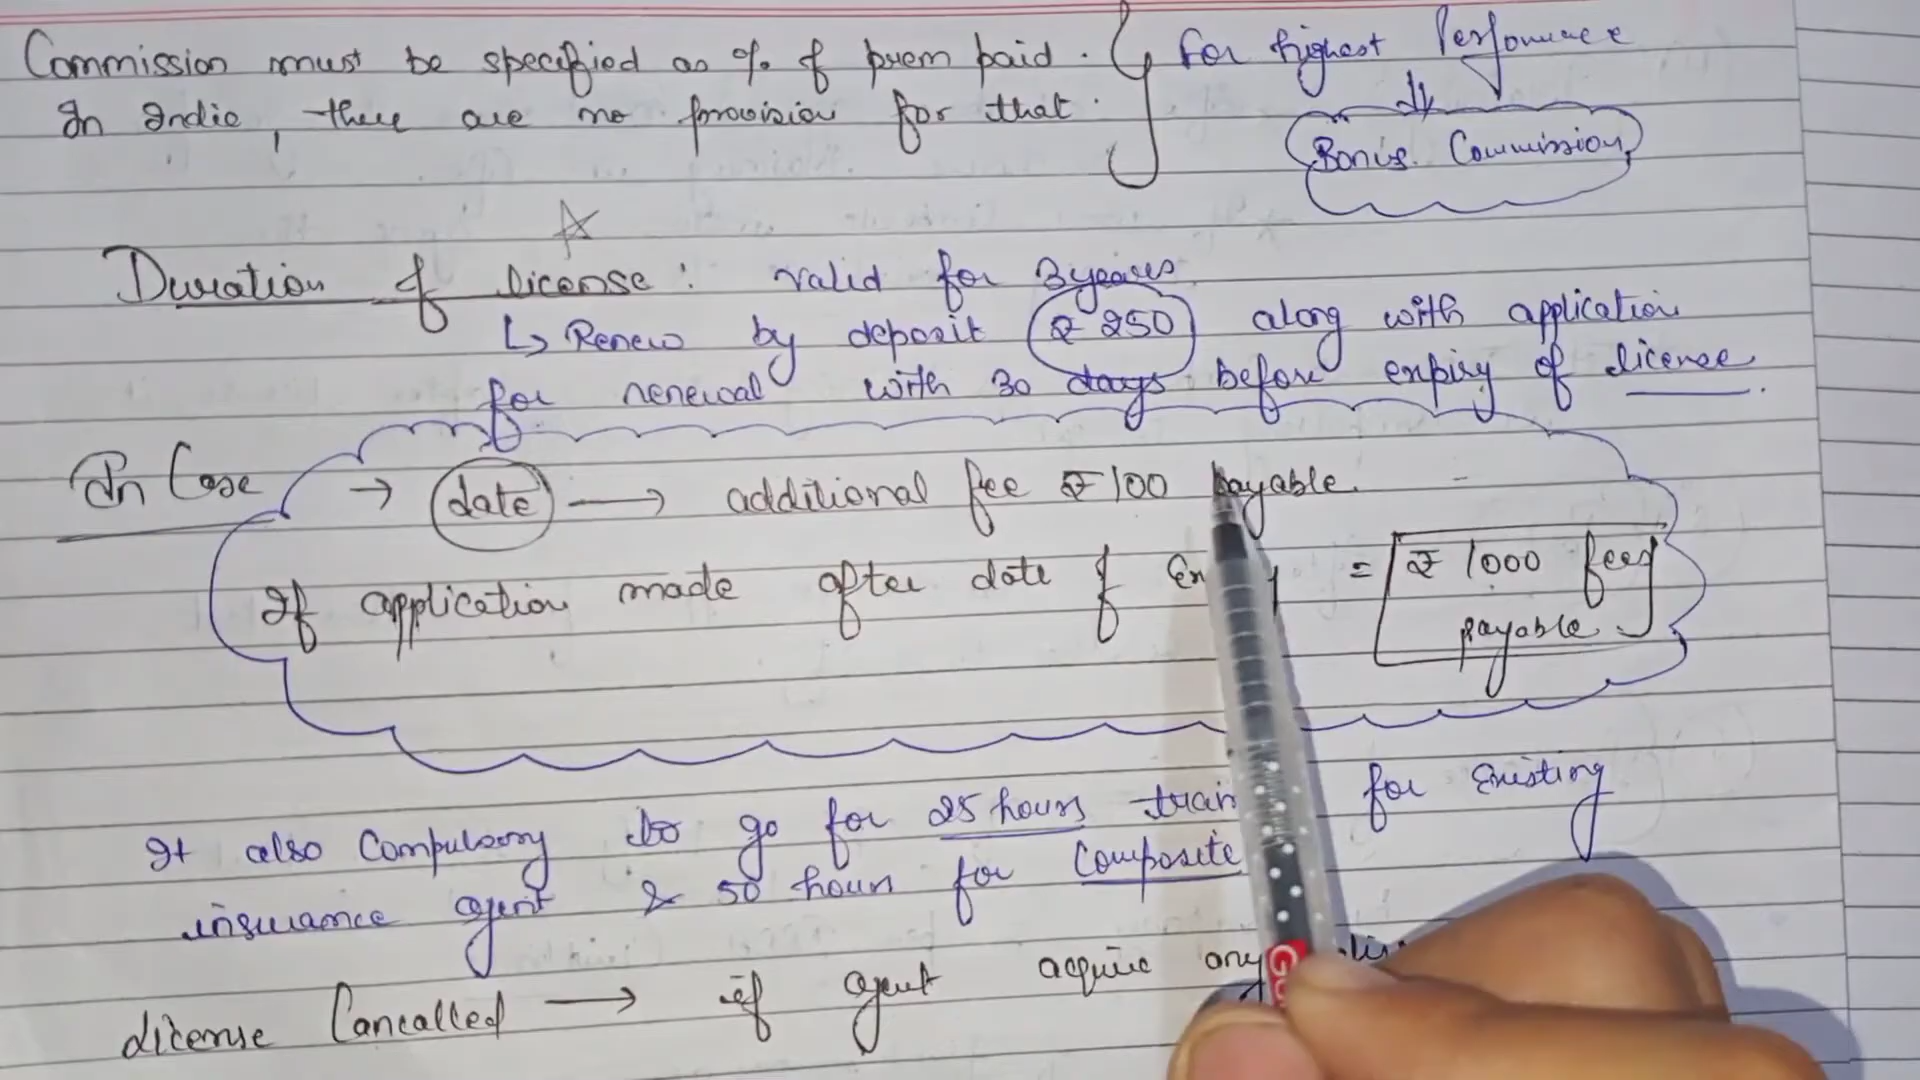 Commission must be specified as % of prem paid.
In India, there are no provision for that.
For highest Performance
Bonus Commission
Duration of license: valid for 3 years
↳ Renew by deposit ₹ 250 along with application
for renewal with 30 days before expiry of license.
In Case → date → additional fee ₹ 100 payable.
If application made after date of = ₹ 1000 fees
payable.
It also Compulsory to go for 25 hours for Existing
insurance agent & 50 hours for Composite
license Cancelled → if agent acquire any